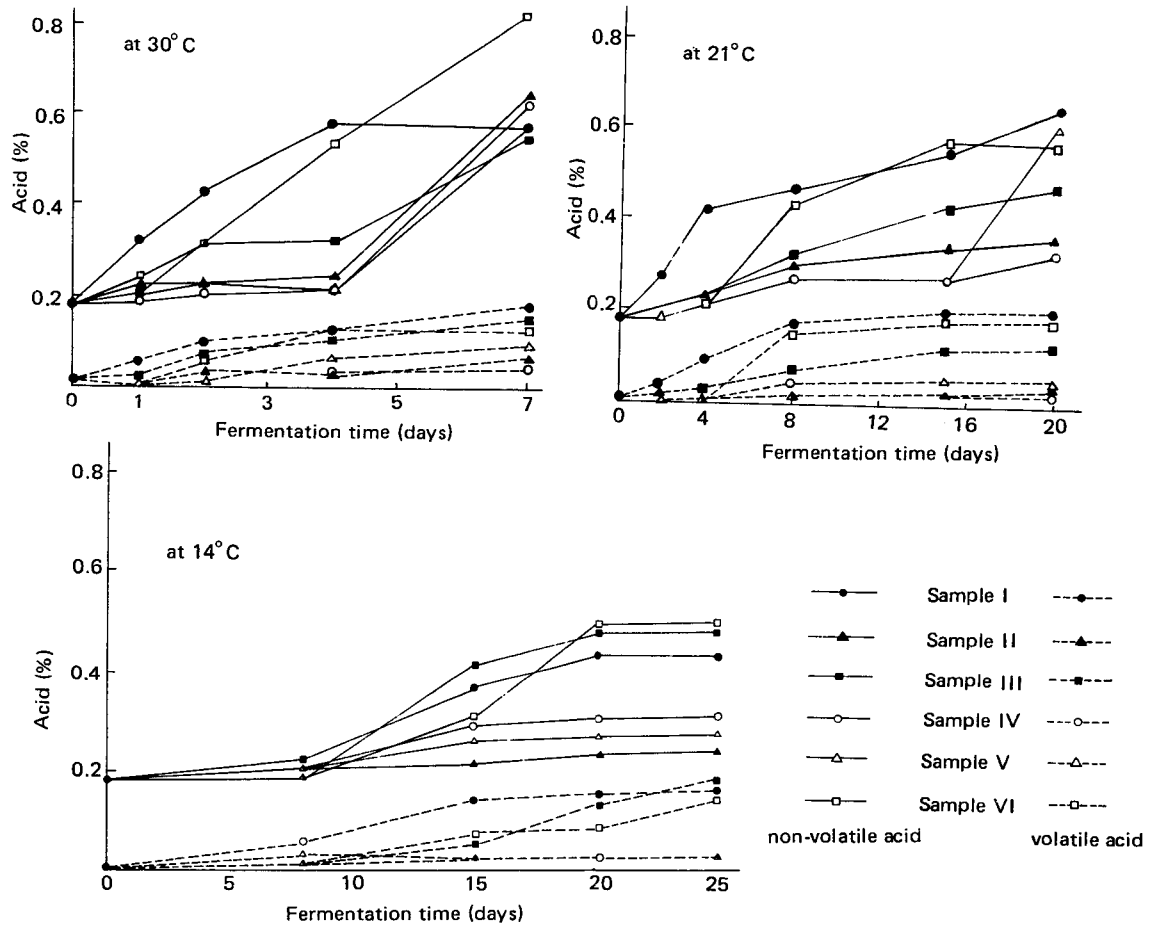 at 30°C
0.8
0.6
0.4
0.2
0
Acid (%)
0 1 3 5 7
Fermentation time (days)
at 21°C
0.8
0.6
0.4
0.2
0
Acid (%)
0 4 8 12 16 20
Fermentation time (days)
at 14°C
0.8
0.6
0.4
0.2
Acid (%)
0 5 10 15 20 25
Fermentation time (days)
Sample I
Sample II
Sample III
Sample IV
Sample V
Sample VI
non-volatile acid
volatile acid